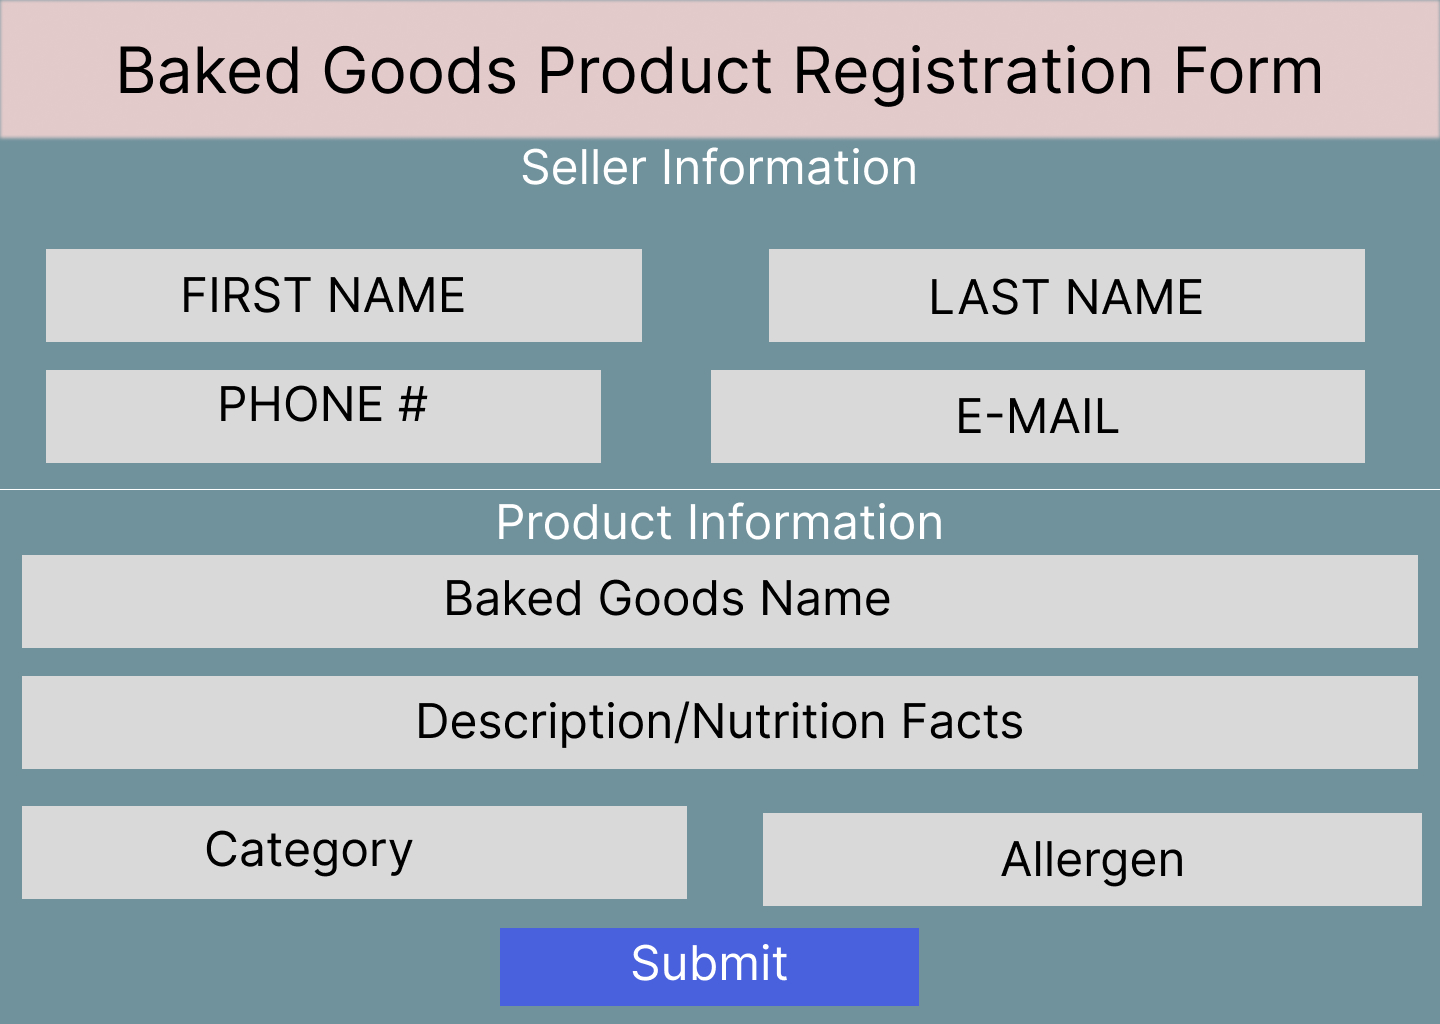 Baked Goods Product Registration Form
Seller Information
FIRST NAME
LAST NAME
PHONE #
E-MAIL
Product Information
Baked Goods Name
Description/Nutrition Facts
Category
Allergen
Submit